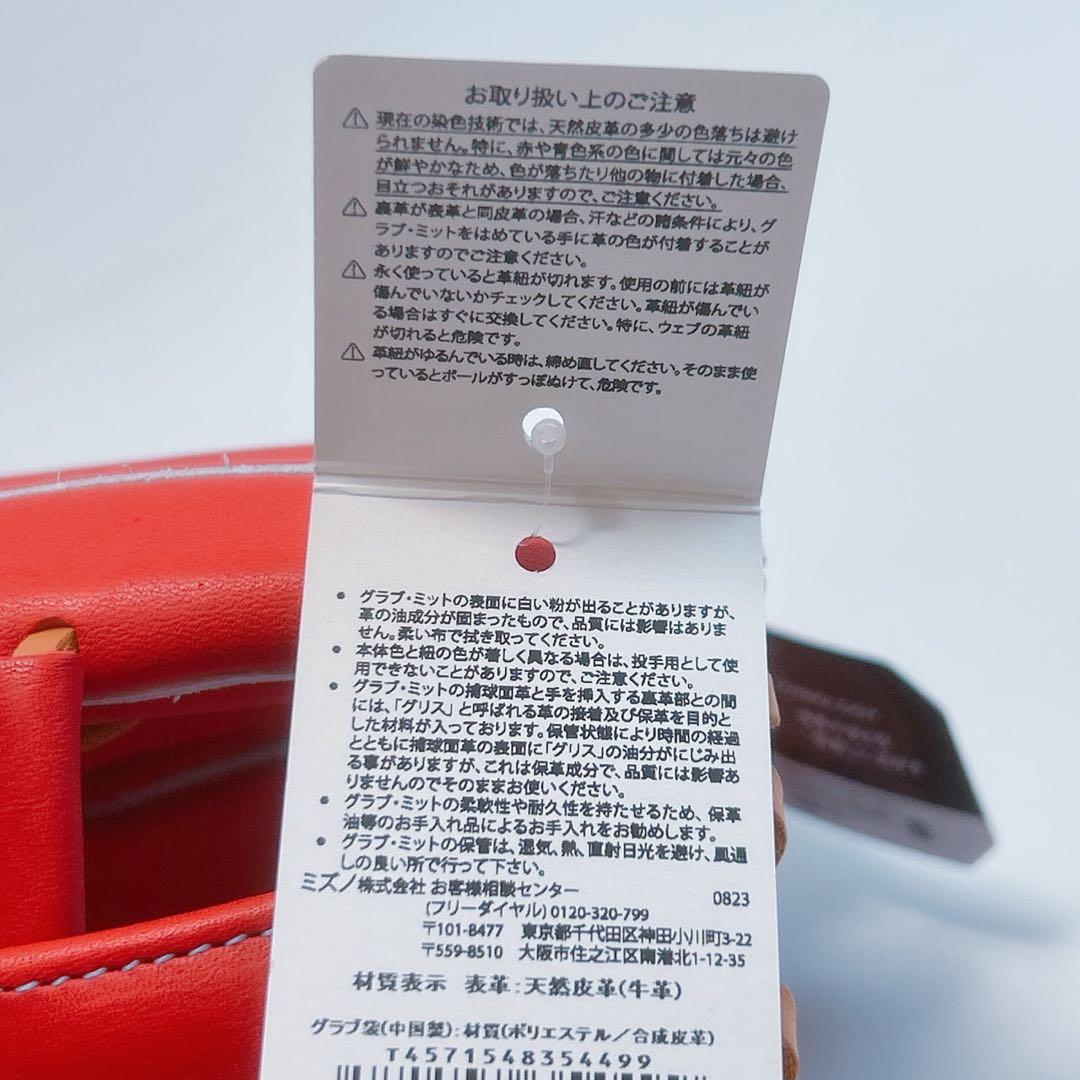 お取り扱い上のご注意
⚠ 現在の染色技術では、天然皮革の多少の色落ちは避け
られません。特に、赤や青色系の色に関しては元々の色
が鮮やかなため、色が落ちたり他の物に付着した場合、
目立つおそれがありますので、ご注意ください。
⚠ 裏革が表革と同皮革の場合、汗などの諸条件により、グ
ラブ・ミットをはめている手に革の色が付着することが
ありますのでご注意ください。
⚠ 永く使っていると革紐が切れます。使用の前には革紐が
傷んでいないかチェックしてください。革紐が傷んでい
る場合はすぐに交換してください。特に、ウェブの革紐
が切れると危険です。
⚠ 革紐がゆるんでいる時は、締め直してください。そのまま使
っているとボールがすっぽぬけて、危険です。
• グラブ・ミットの表面に白い粉が出ることがありますが、
革の油成分が固まったもので、品質には影響はありま
せん。柔い布で拭き取ってください。
• 本体色と紐の色が著しく異なる場合は、投手用として使
用できないことがありますので、ご注意ください。
• グラブ・ミットの捕球面革と手を挿入する裏革部との間
には、「グリス」と呼ばれる革の接着及び保革を目的と
した材料が入っております。保管状態により時間の経過
とともに捕球面革の表面に「グリス」の油分がにじみ出
る事がありますが、これは保革成分で、品質には影響あ
りませんのでそのままお使いください。
• グラブ・ミットの柔軟性や耐久性を持たせるため、保革
油等のお手入れ品によるお手入れをお勧めします。
• グラブ・ミットの保管は、湿気、熱、直射日光を避け、風通
しの良い所で行って下さい。
ミズノ株式会社 お客様相談センター 0823
(フリーダイヤル) 0120-320-799
〒101-8477 東京都千代田区神田小川町3-22
〒559-8510 大阪市住之江区南港北1-12-35
材質表示 表革:天然皮革(牛革)
グラブ袋(中国製):材質(ポリエステル/合成皮革)
T4571548354499